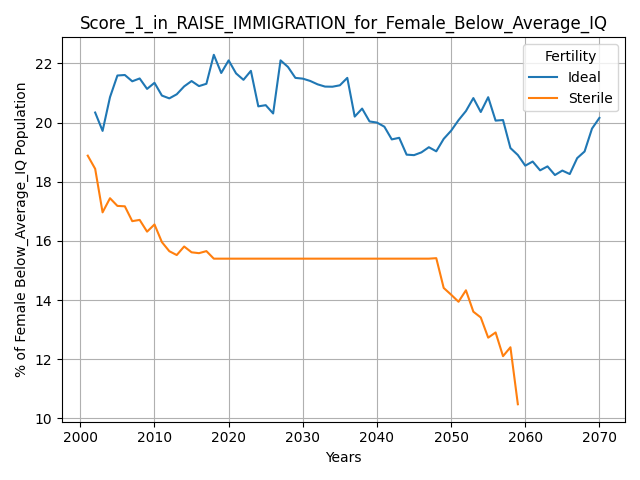 Score_1_in_RAISE_IMMIGRATION_for_Female_Below_Average_IQ
Fertility
Ideal
Sterile
% of Female Below_Average_IQ Population
22
20
18
16
14
12
10
2000 2010 2020 2030 2040 2050 2060 2070
Years